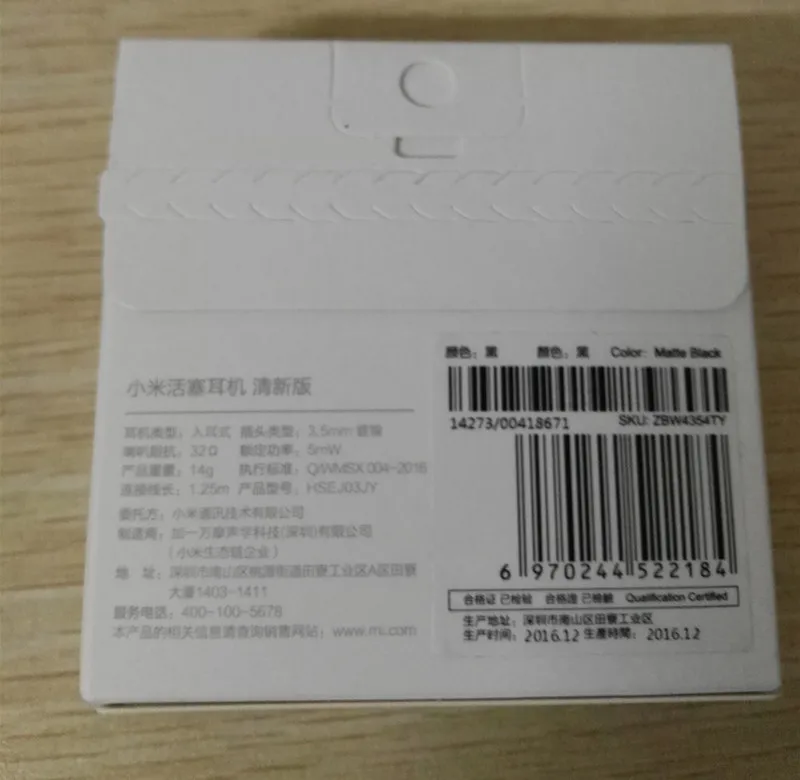 小米活塞耳机 清新版
耳机类型：入耳式 插头类型：3.5mm
喇叭阻抗：32Ω 额定功率：5mW
产品重量：14g 执行标准：Q/WMSX 004-2016
连接线长：1.25m 产品型号：HSEJ03JY
委托方：小米通讯技术有限公司
制造商：加一万摩声学科技(深圳)有限公司
(小米生态链企业)
地 址：深圳市南山区桃源街道田寮工业区A区田寮
大厦1403-1411
服务电话：400-100-5678
本产品的相关信息请查询销售网站：www.mi.com
颜色：黑 顏色：黑 Color: Matte Black
14273/00418671 SKU: ZBW4354TY
6 970244 522184
合格证 已检验 合格證 已檢驗 Qualification Certified
生产地址：深圳市南山区田寮工业区
生产时间：2016.12 生產時間：2016.12